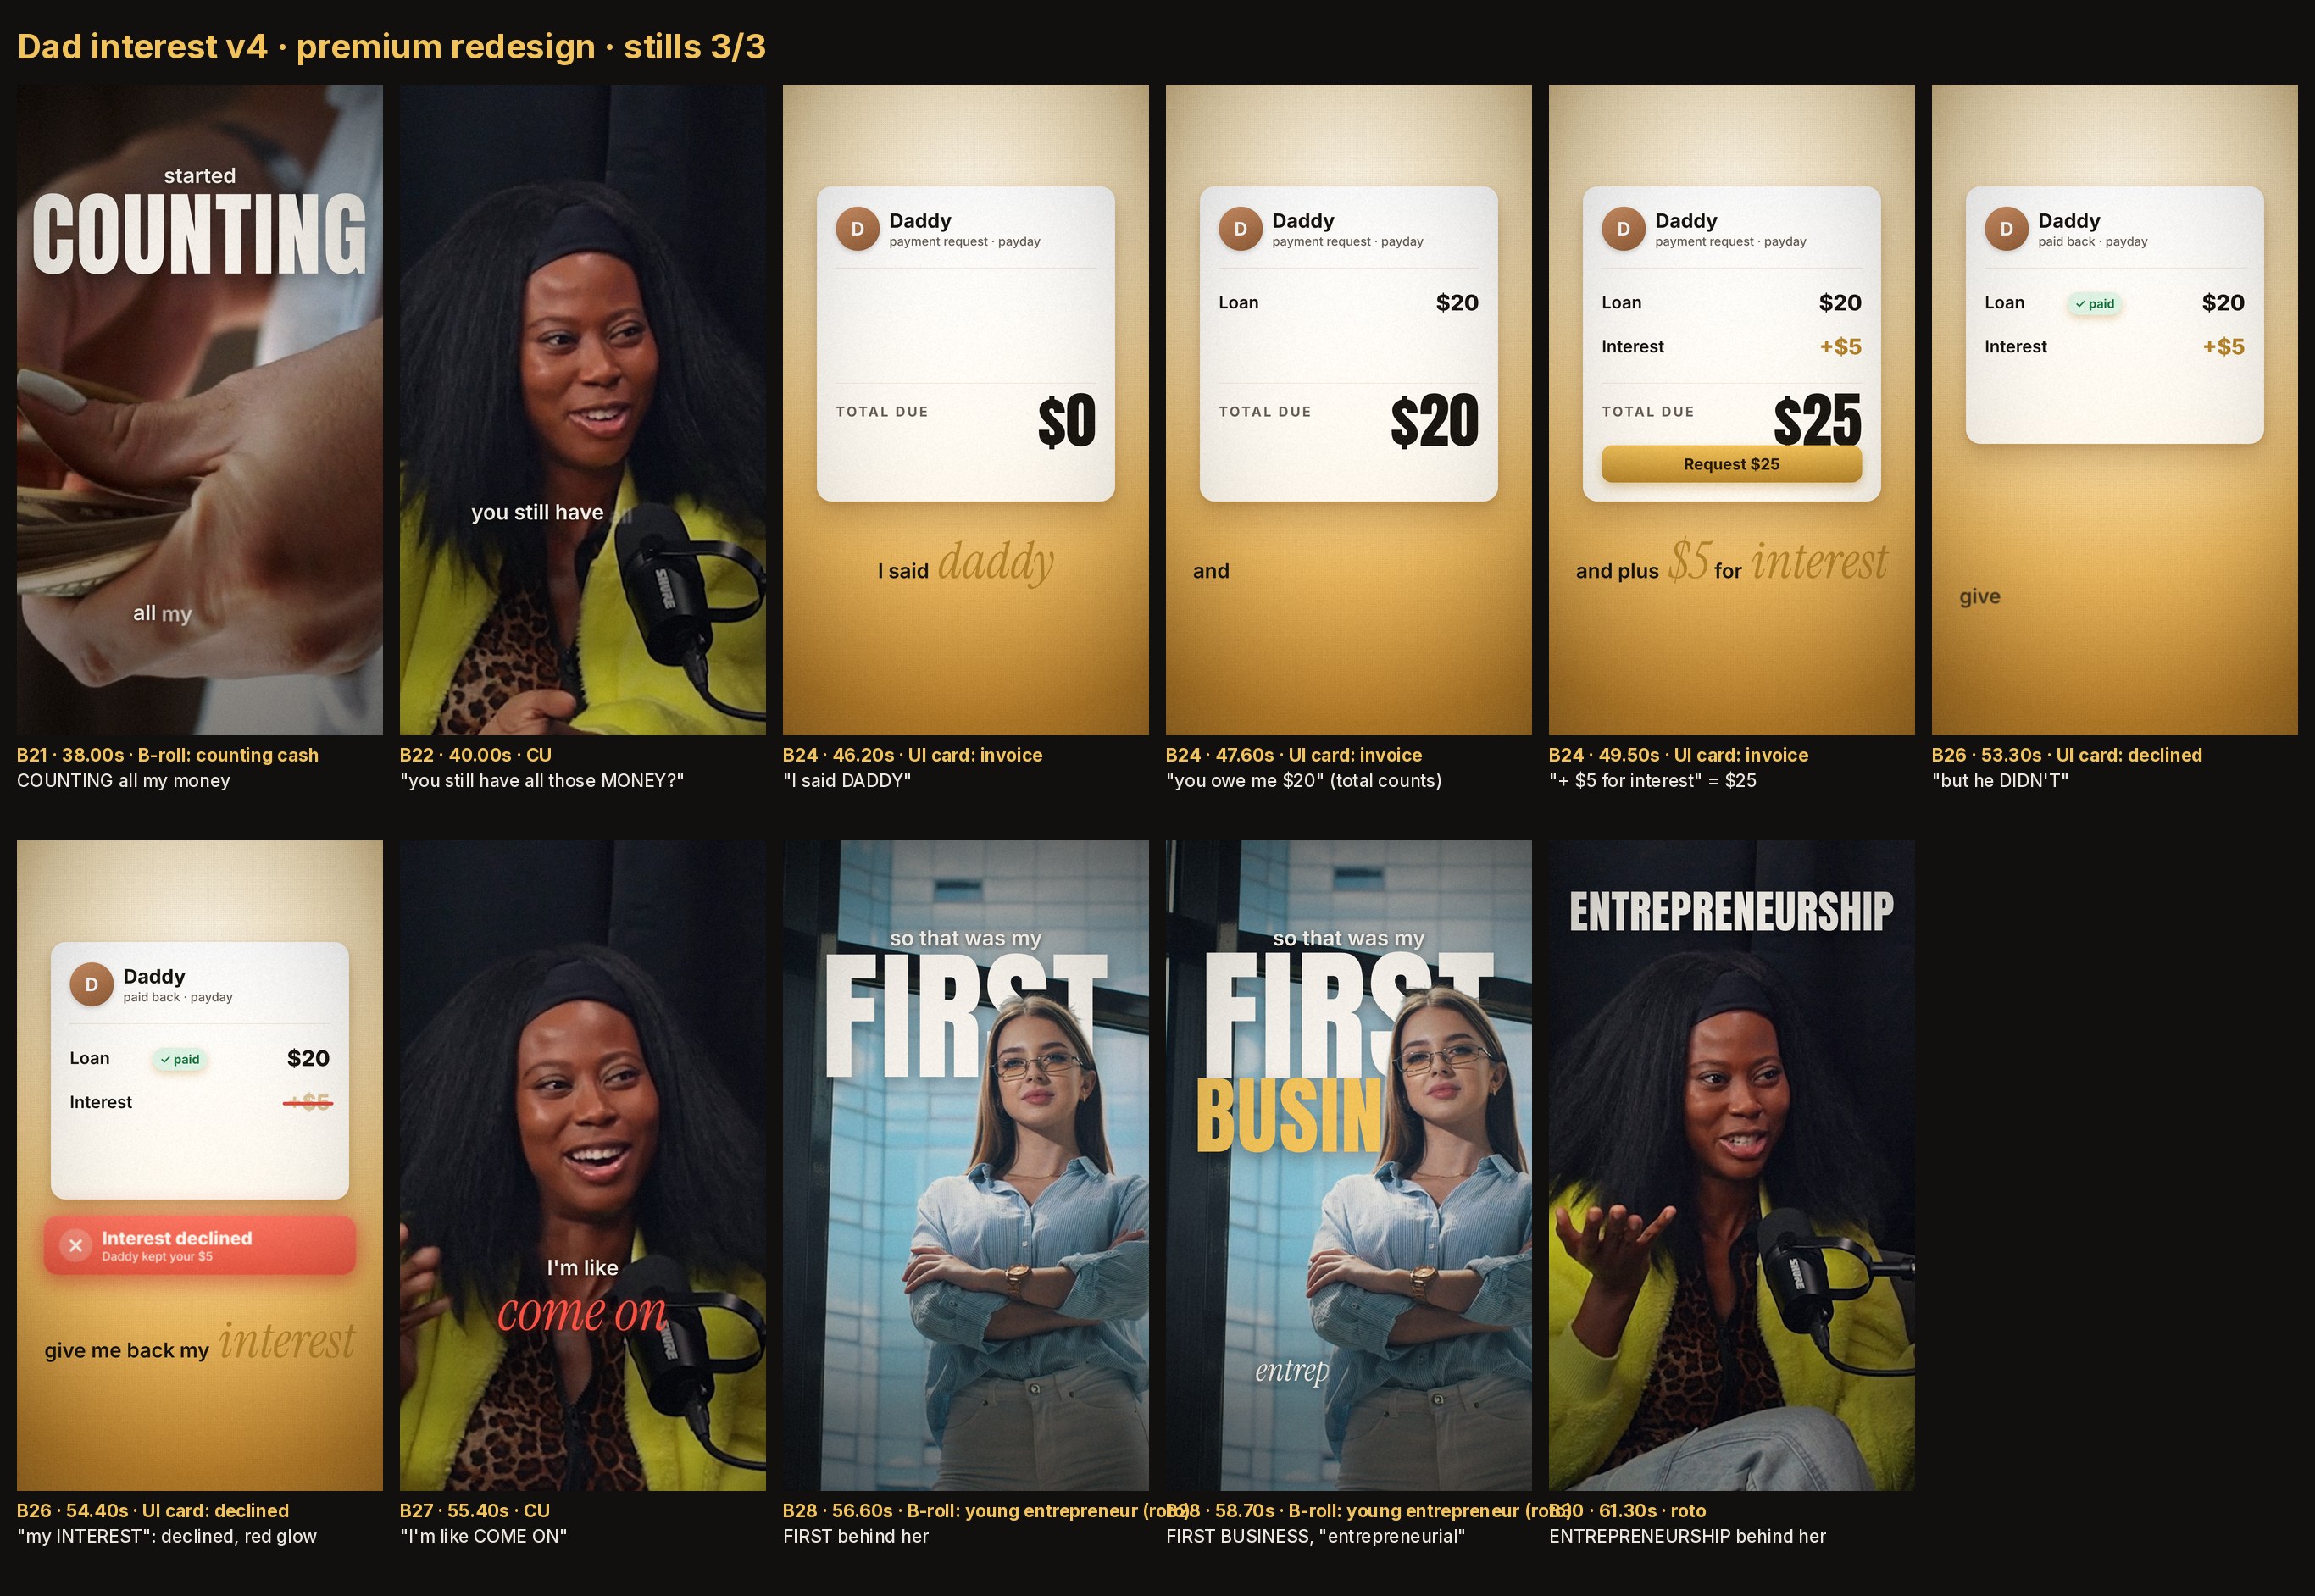 Dad interest v4 · premium redesign · stills 3/3
started
COUNTING
all my
B21 · 38.00s · B-roll: counting cash
COUNTING all my money
you still have all
SHURE
B22 · 40.00s · CU
"you still have all those MONEY?"
D
Daddy
payment request · payday
TOTAL DUE
$0
I said daddy
B24 · 46.20s · UI card: invoice
"I said DADDY"
D
Daddy
payment request · payday
Loan
$20
TOTAL DUE
$20
and
B24 · 47.60s · UI card: invoice
"you owe me $20" (total counts)
D
Daddy
payment request · payday
Loan
$20
Interest
+$5
TOTAL DUE
$25
Request $25
and plus $5 for interest
B24 · 49.50s · UI card: invoice
"+ $5 for interest" = $25
D
Daddy
paid back · payday
Loan
✓ paid
$20
Interest
+$5
give
B26 · 53.30s · UI card: declined
"but he DIDN'T"
D
Daddy
paid back · payday
Loan
✓ paid
$20
Interest
+$5
Interest declined
Daddy kept your $5
give me back my interest
B26 · 54.40s · UI card: declined
"my INTEREST": declined, red glow
I'm like
come on
SHURE
B27 · 55.40s · CU
"I'm like COME ON"
so that was my
FIRST
B28 · 56.60s · B-roll: young entrepreneur (roto)
FIRST behind her
so that was my
FIRST
BUSIN
entrep
B28 · 58.70s · B-roll: young entrepreneur (roto)
FIRST BUSINESS, "entrepreneurial"
ENTREPRENEURSHIP
SHURE
B30 · 61.30s · roto
ENTREPRENEURSHIP behind her